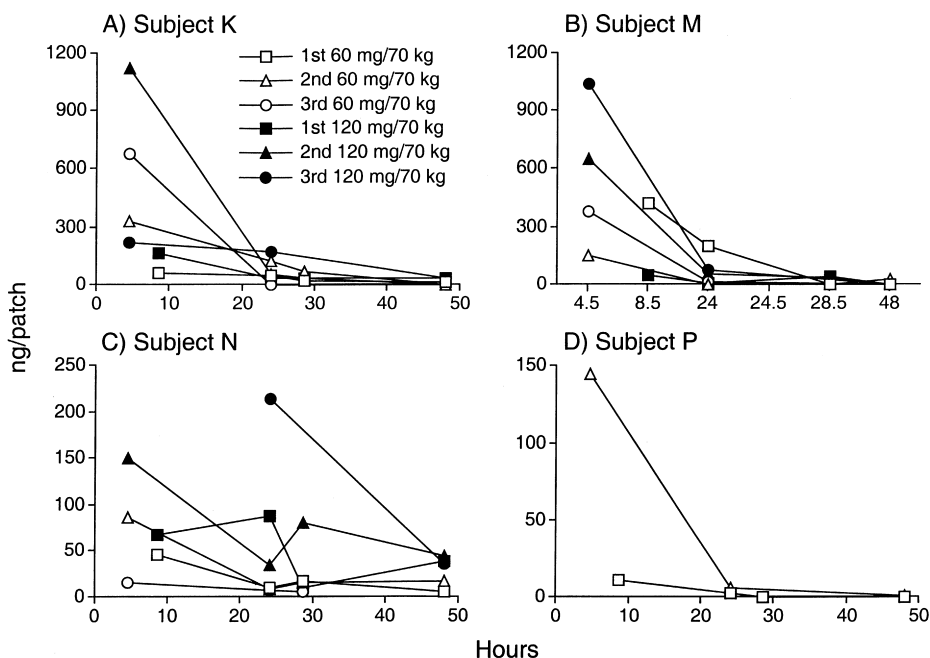 A) Subject K
1200
900
600
300
0
0 10 20 30 40 50
1st 60 mg/70 kg
2nd 60 mg/70 kg
3rd 60 mg/70 kg
1st 120 mg/70 kg
2nd 120 mg/70 kg
3rd 120 mg/70 kg
B) Subject M
1200
900
600
300
0
4.5 8.5 24 24.5 28.5 48
ng/patch
C) Subject N
250
200
150
100
50
0
0 10 20 30 40 50
D) Subject P
150
100
50
0
0 10 20 30 40 50
Hours